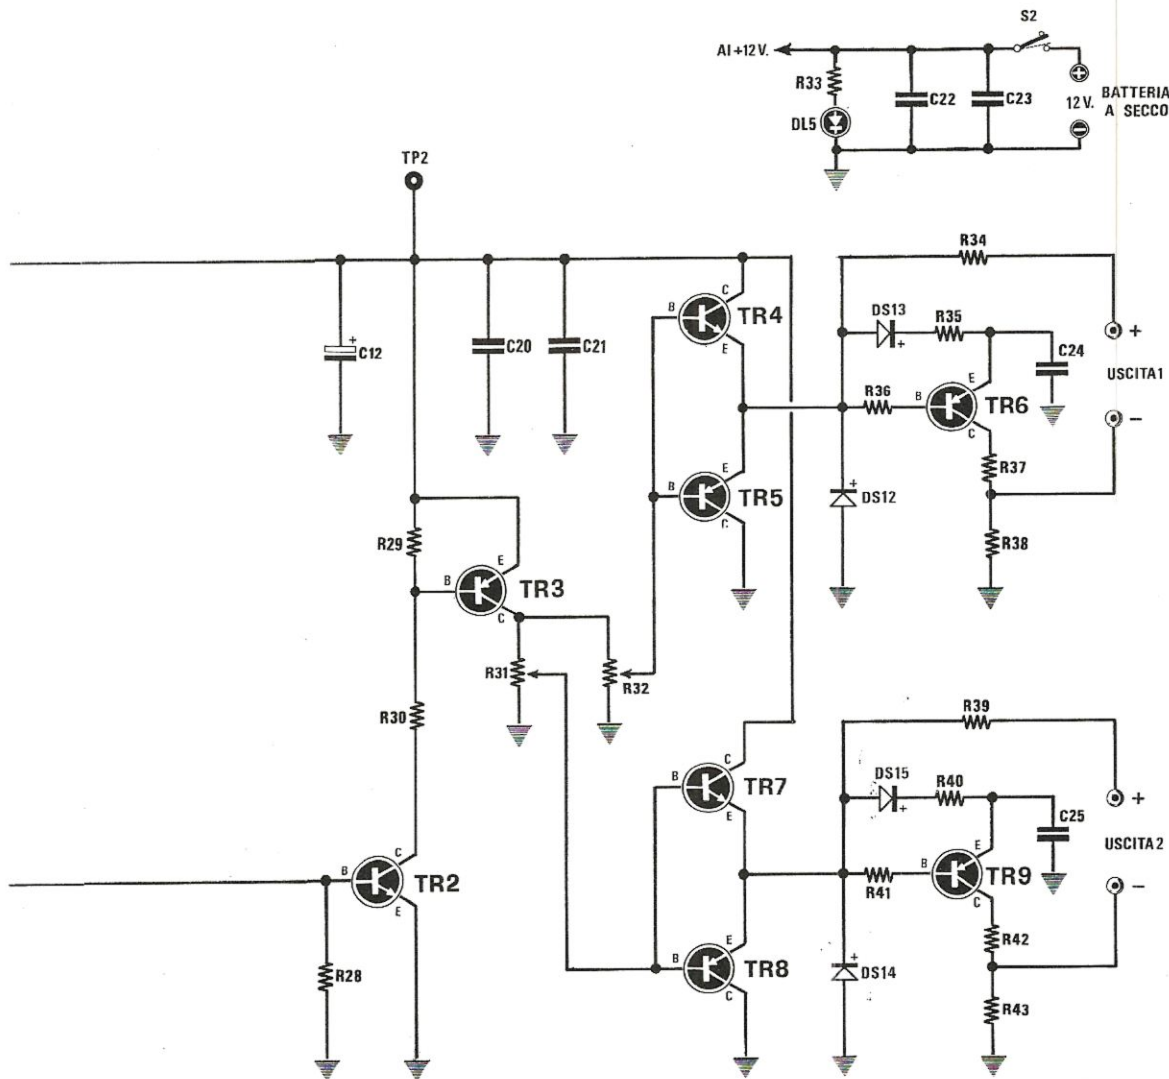 S2
AI +12 V.
R33
C22
C23
12 V.
BATTERIA
A SECCO
DL5
TP2
R34
C
DS13
R35
B
TR4
+
+
+
C12
C20
C21
E
C24
USCITA 1
R36
E
B
TR6
−
C
E
R37
B
TR5
+
DS12
C
R29
R38
E
B
TR3
C
R31
R32
R39
R30
C
DS15
R40
B
TR7
+
+
E
C25
USCITA 2
C
E
B
TR2
R41
B
TR9
−
E
C
E
R42
B
TR8
+
R28
DS14
C
R43